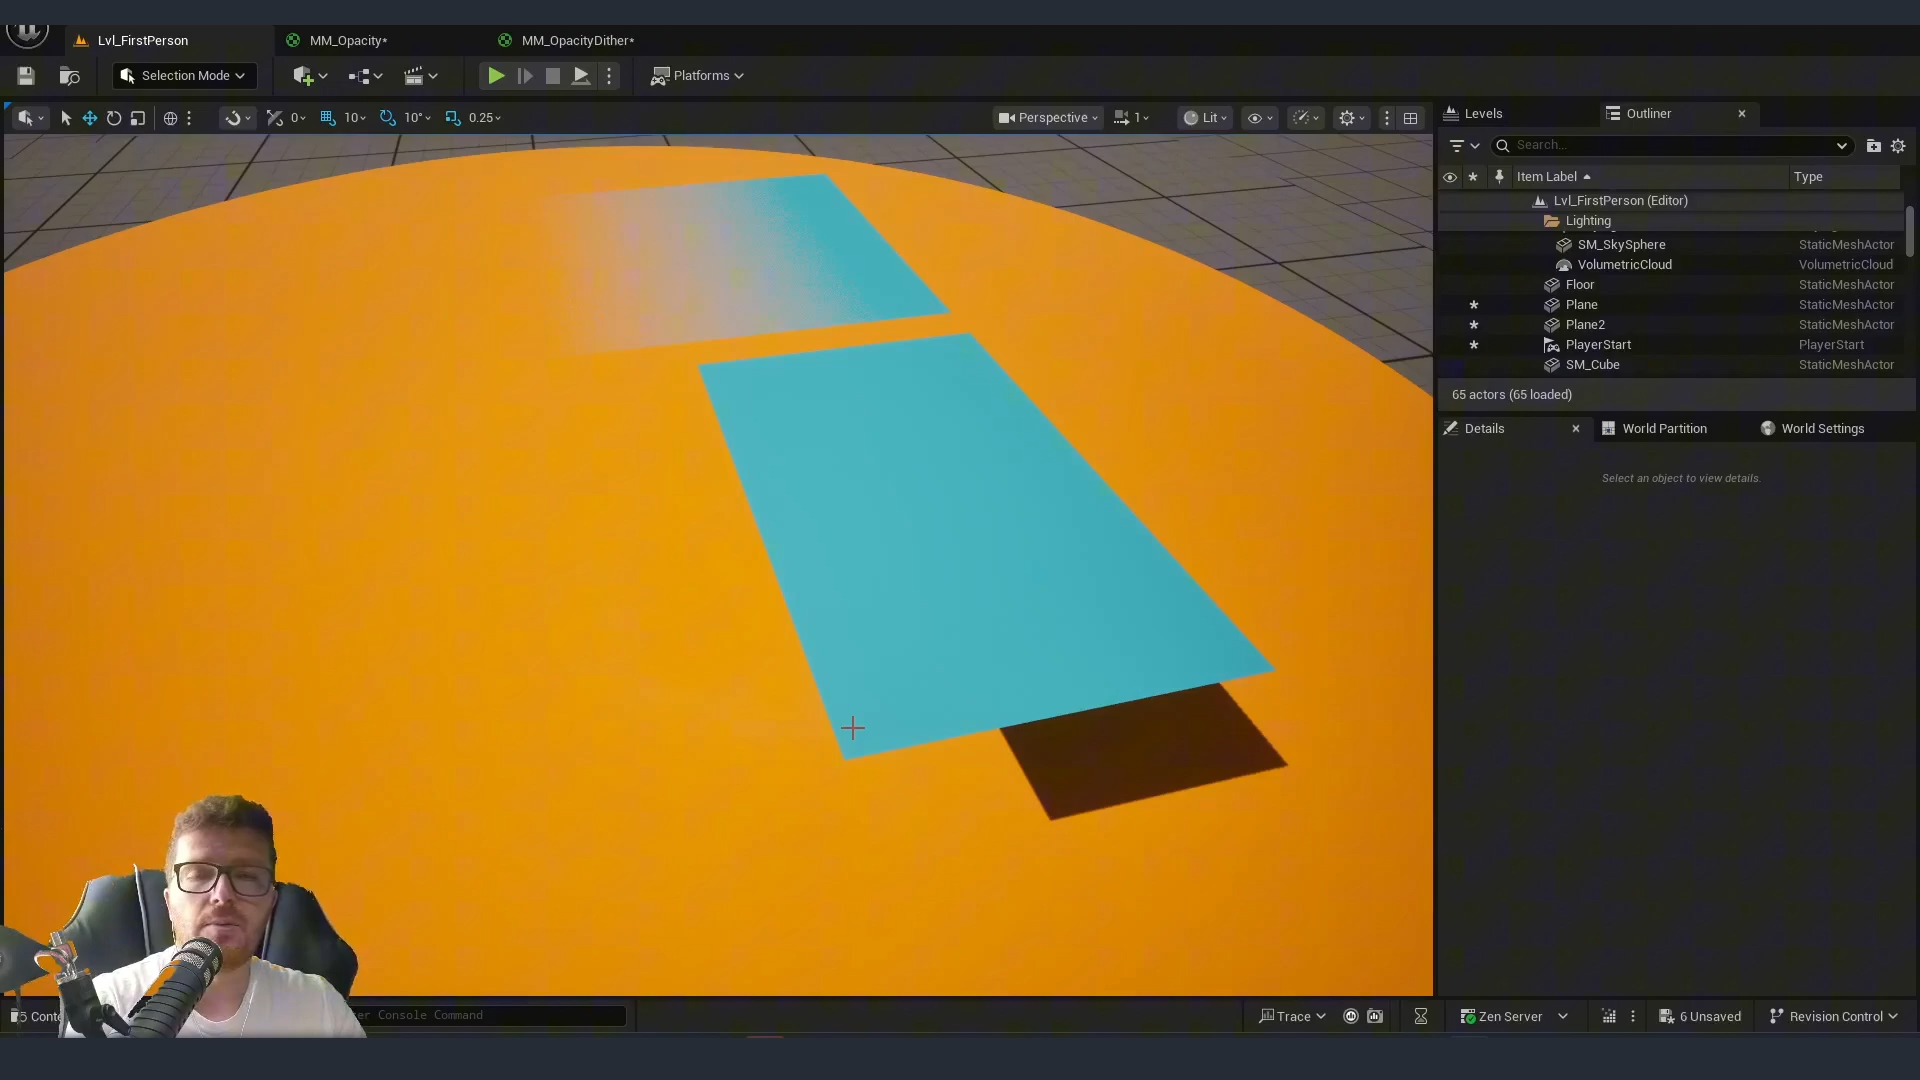 Lvl_FirstPerson
MM_Opacity*
MM_OpacityDither*
Selection Mode
Platforms
0
10
10°
0.25
Perspective
1
Lit
Levels
Outliner
Search...
Item Label
Type
Lvl_FirstPerson (Editor)
Lighting
SM_SkySphere
StaticMeshActor
VolumetricCloud
VolumetricCloud
Floor
StaticMeshActor
Plane
StaticMeshActor
Plane2
StaticMeshActor
PlayerStart
PlayerStart
SM_Cube
StaticMeshActor
65 actors (65 loaded)
Details
World Partition
World Settings
Select an object to view details.
Console Command
Trace
Zen Server
6 Unsaved
Revision Control